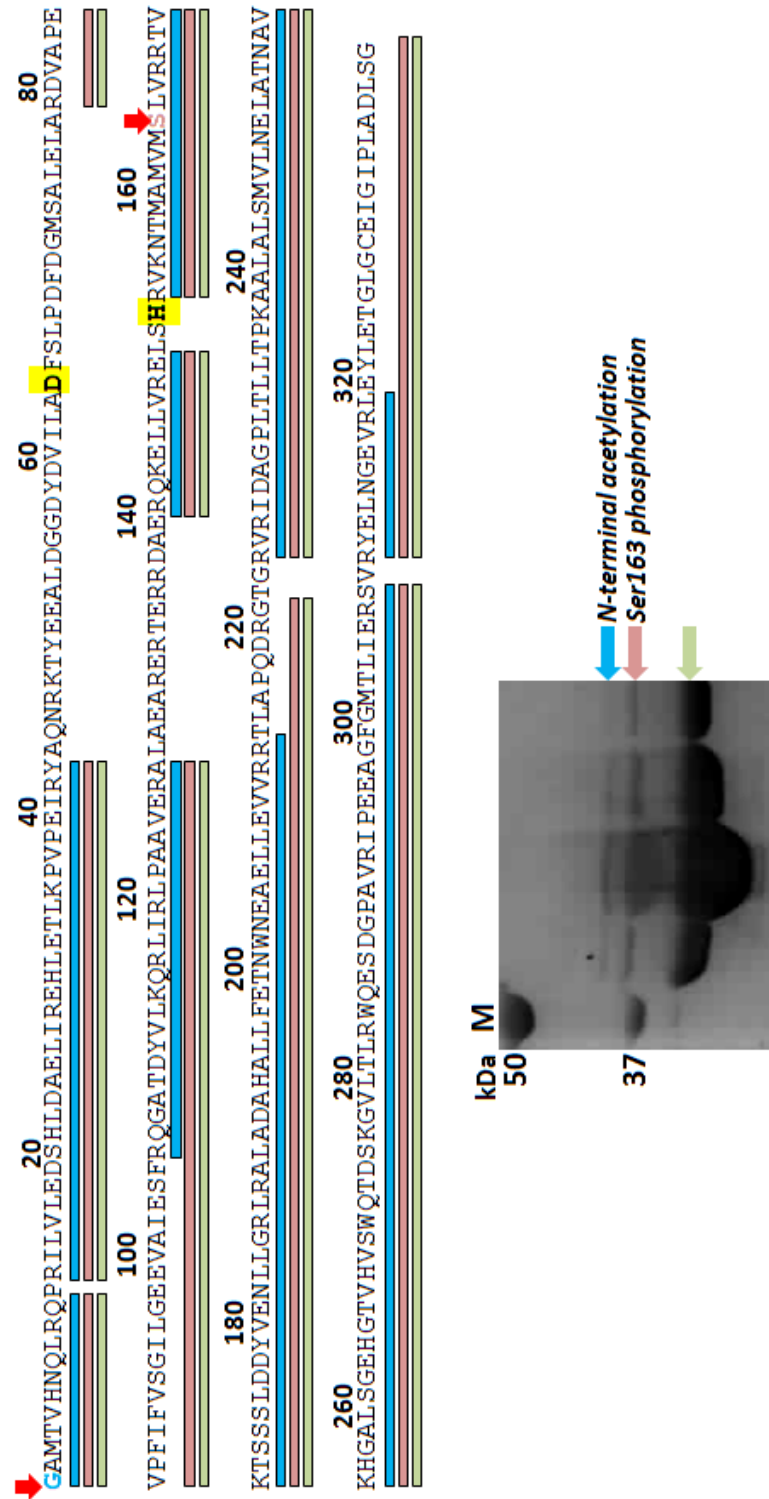 20 40 60 80
GAMTVHNQLRQPRILVLEDSHLDAELIREHLETLKPVPEIRYAQNRKTYEEALDGGDYDVILADFSLPDFDGMSALELARDVAPE
100 120 140 160
VPFIFVSGILGEEVAIESFRQGATDYVLKQRLIRLPAAVERALAEARERTERRDAERQKELLVRELSHRVKNTMAMVMSLVRRTV
180 200 220 240
KTSSSLDDYVENLLGRLRALADAHALLFETNWNEAELLEVVRRTLAPQDRGTGRVRIDAGPLTLLTPKAALALSMVLNELATNAV
260 280 300 320
KHGALSGEHGTVHVSWQTDSKGVLTLRWQESDGPAVRIPEEAGFGMTLIERSVRYELNGEVRLEYLETGLGCEIGIPLADLSG
kDa M
50
N-terminal acetylation
37 Ser163 phosphorylation